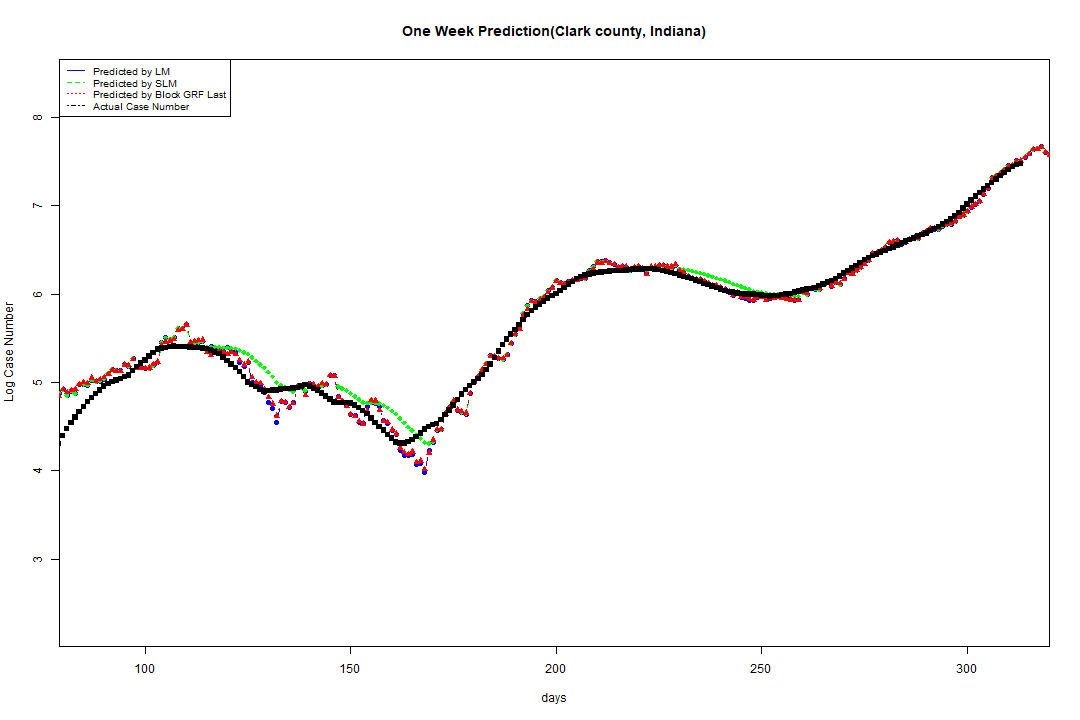 One Week Prediction(Clark county, Indiana)
Predicted by LM
Predicted by SLM
Predicted by Block GRF Last
Actual Case Number
8
7
6
5
4
3
Log Case Number
100 150 200 250 300
days